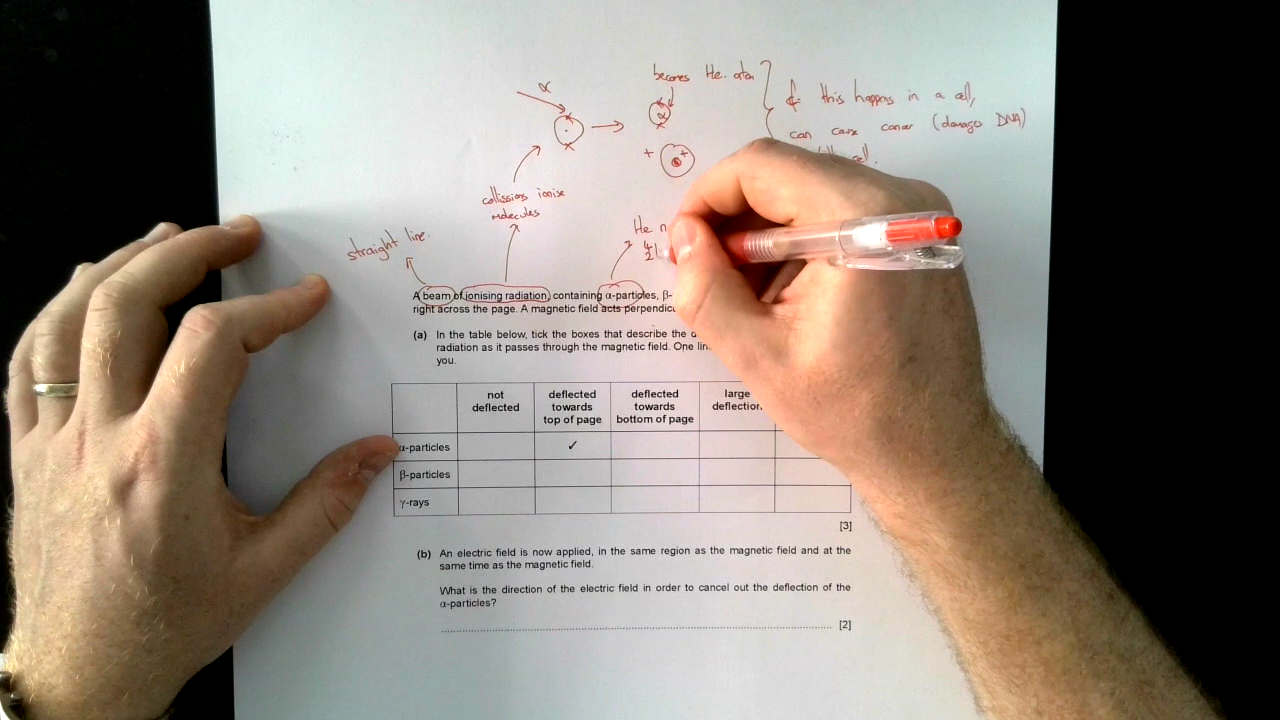 becomes He.. atom
α
If this happens in a cell,
can cause cancer (damages DNA)
α
+
cell.
collisions ionise
molecules
He n
straight line.
4
2
A beam of ionising radiation, containing α-particles, β-
right across the page. A magnetic field acts perpendic
(a) In the table below, tick the boxes that describe the d
radiation as it passes through the magnetic field. One lin
you.
not deflected
deflected towards top of page
deflected towards bottom of page
large deflection
α-particles ✓
β-particles
γ-rays
[3]
(b) An electric field is now applied, in the same region as the magnetic field and at the
same time as the magnetic field.
What is the direction of the electric field in order to cancel out the deflection of the
α-particles?
[2]